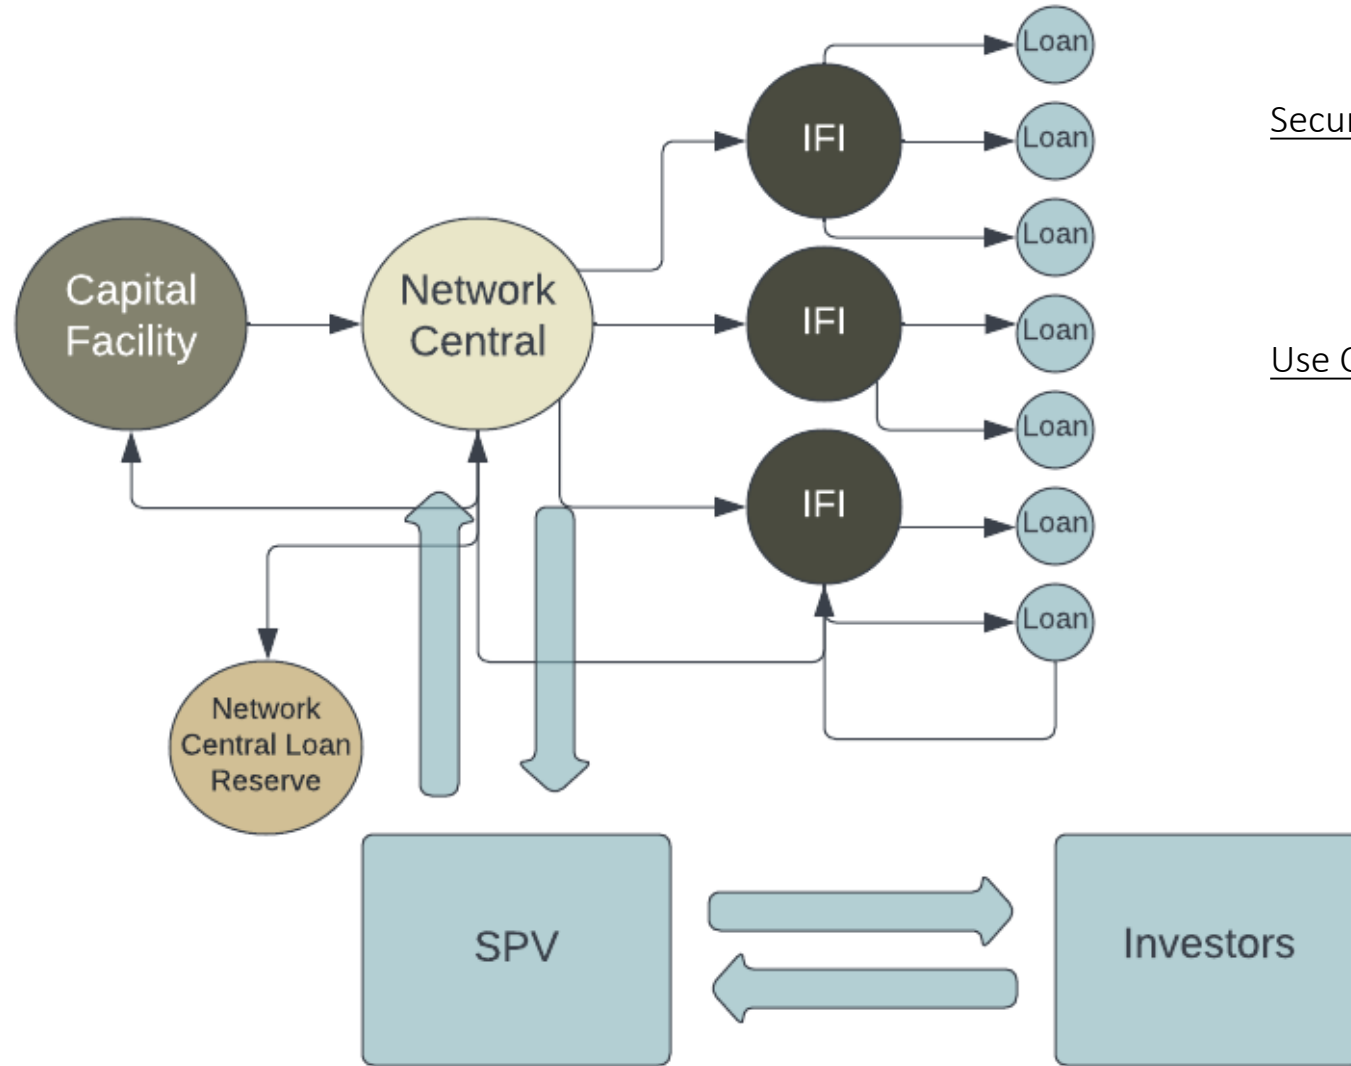 Loan
IFI
Loan
Loan
Capital
Facility
Network
Central
IFI
Loan
Loan
IFI
Loan
Loan
Network
Central Loan
Reserve
SPV
Investors
Use